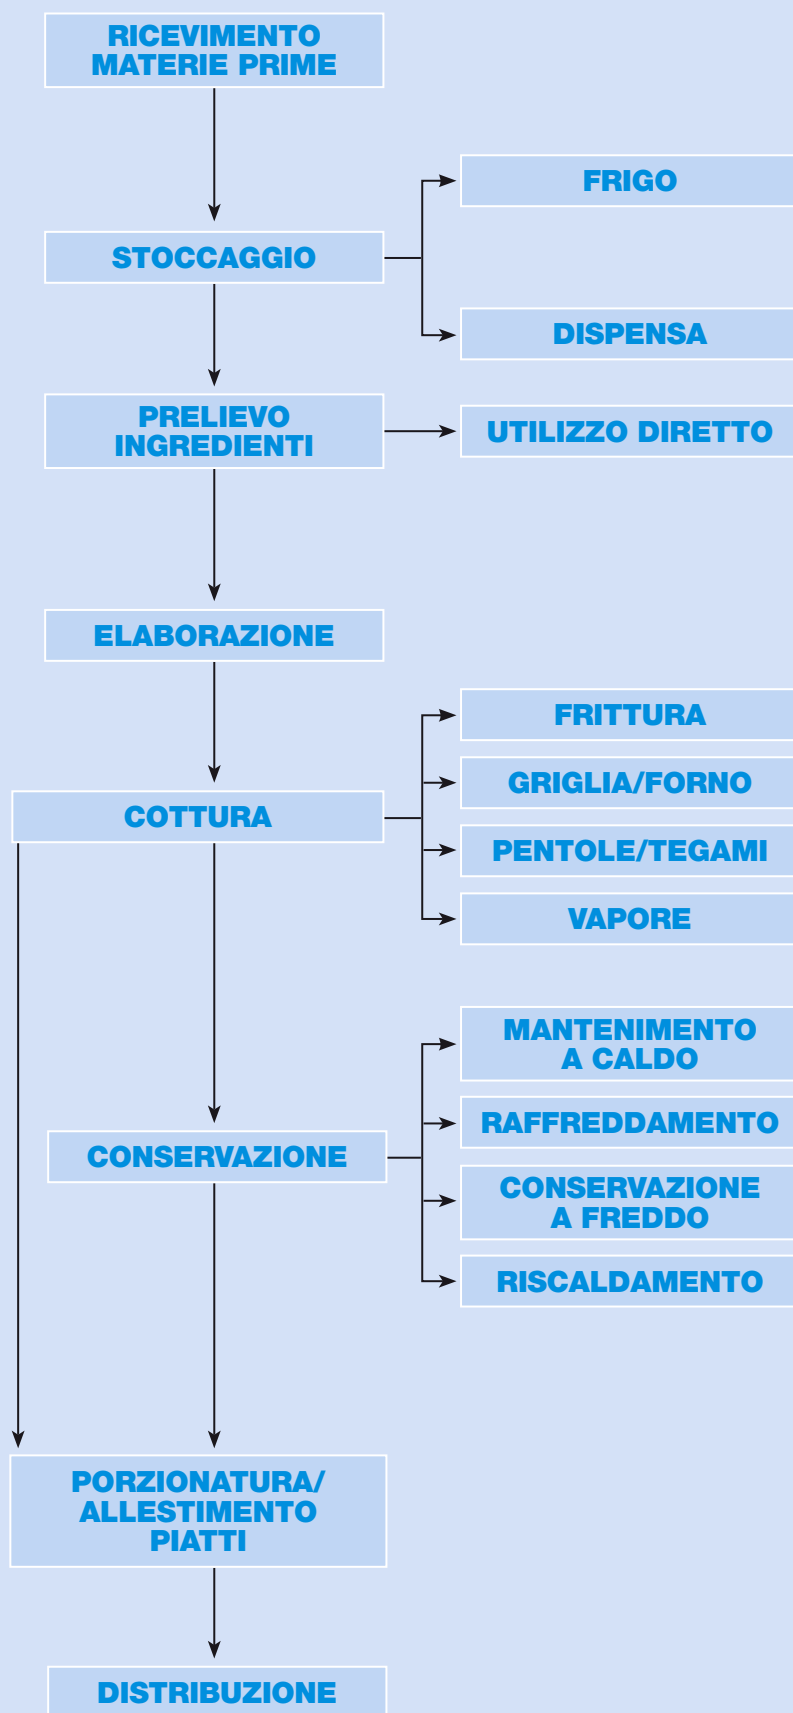 RICEVIMENTO
MATERIE PRIME
FRIGO
STOCCAGGIO
DISPENSA
PRELIEVO
INGREDIENTI
UTILIZZO DIRETTO
ELABORAZIONE
FRITTURA
GRIGLIA/FORNO
COTTURA
PENTOLE/TEGAMI
VAPORE
MANTENIMENTO
A CALDO
RAFFREDDAMENTO
CONSERVAZIONE
CONSERVAZIONE
A FREDDO
RISCALDAMENTO
PORZIONATURA/
ALLESTIMENTO
PIATTI
DISTRIBUZIONE